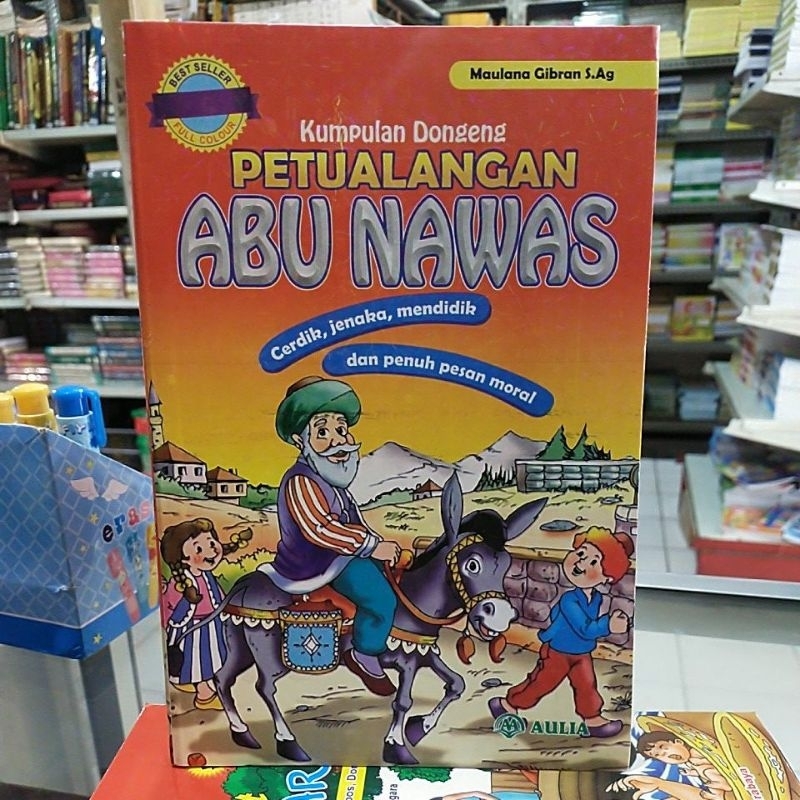 BEST SELLER
FULL COLOUR
Maulana Gibran S.Ag
Kumpulan Dongeng
PETUALANGAN
ABU NAWAS
Cerdik, jenaka, mendidik
dan penuh pesan moral
AULIA